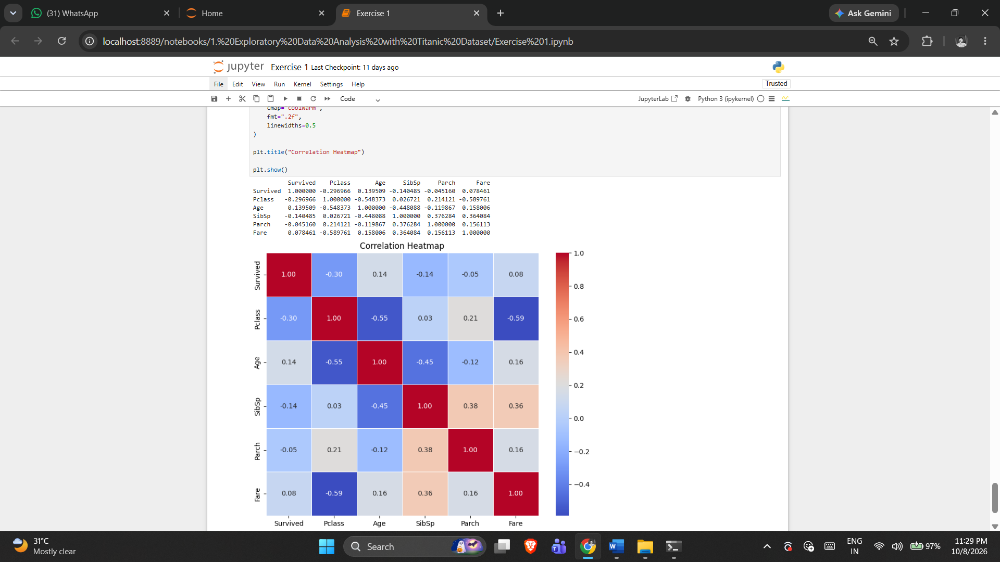 (31) WhatsApp
Home
Exercise 1
Ask Gemini
localhost:8889/notebooks/1.%20Exploratory%20Data%20Analysis%20with%20Titanic%20Dataset/Exercise%201.ipynb
jupyter Exercise 1 Last Checkpoint: 11 days ago
File Edit View Run Kernel Settings Help Trusted
Code JupyterLab Python 3 (ipykernel)
cmap="coolwarm",
fmt=".2f",
linewidths=0.5
)
plt.title("Correlation Heatmap")
plt.show()
Survived Pclass Age SibSp Parch Fare
Survived 1.000000 -0.296966 0.139509 -0.140485 -0.045160 0.078461
Pclass -0.296966 1.000000 -0.548373 0.026721 0.214121 -0.589761
Age 0.139509 -0.548373 1.000000 -0.448088 -0.119867 0.158006
SibSp -0.140485 0.026721 -0.448088 1.000000 0.376284 0.364084
Parch -0.045160 0.214121 -0.119867 0.376284 1.000000 0.156113
Fare 0.078461 -0.589761 0.158006 0.364084 0.156113 1.000000
Correlation Heatmap
Survived 1.00 -0.30 0.14 -0.14 -0.05 0.08
Pclass -0.30 1.00 -0.55 0.03 0.21 -0.59
Age 0.14 -0.55 1.00 -0.45 -0.12 0.16
SibSp -0.14 0.03 -0.45 1.00 0.38 0.36
Parch -0.05 0.21 -0.12 0.38 1.00 0.16
Fare 0.08 -0.59 0.16 0.36 0.16 1.00
Survived Pclass Age SibSp Parch Fare
1.0
0.8
0.6
0.4
0.2
0.0
−0.2
−0.4
31°C
Mostly clear
Search
ENG
IN
97%
11:29 PM
10/8/2026